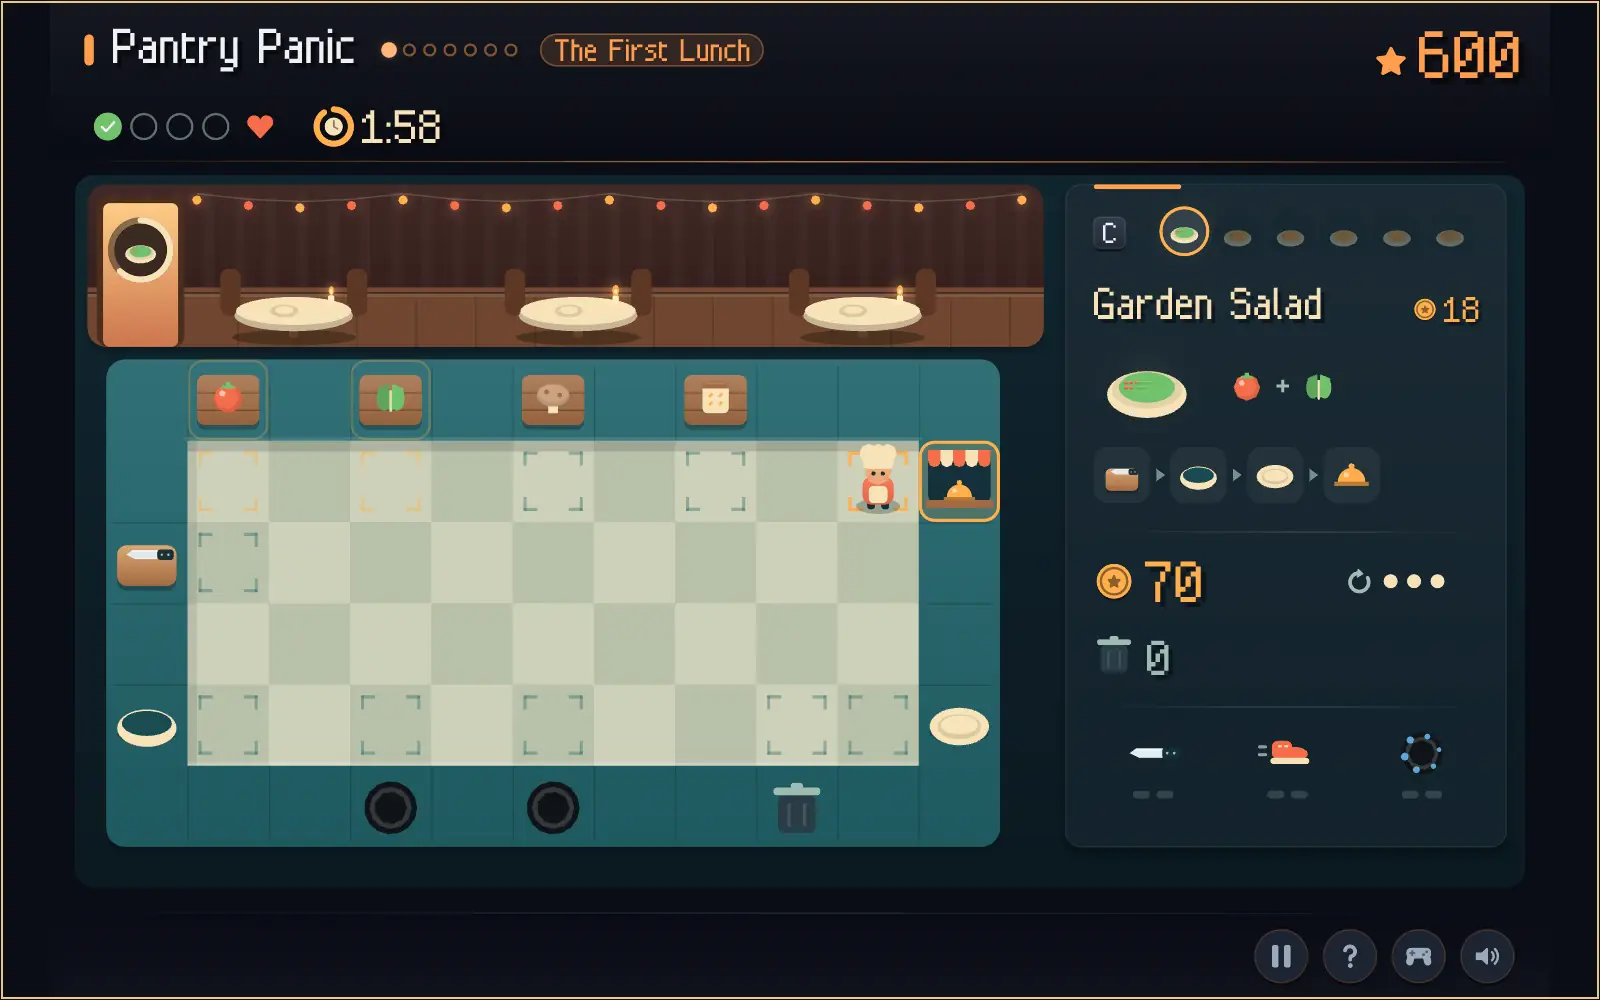 Pantry Panic
The First Lunch
600
1:58
C
Garden Salad
18
+
70
0
?